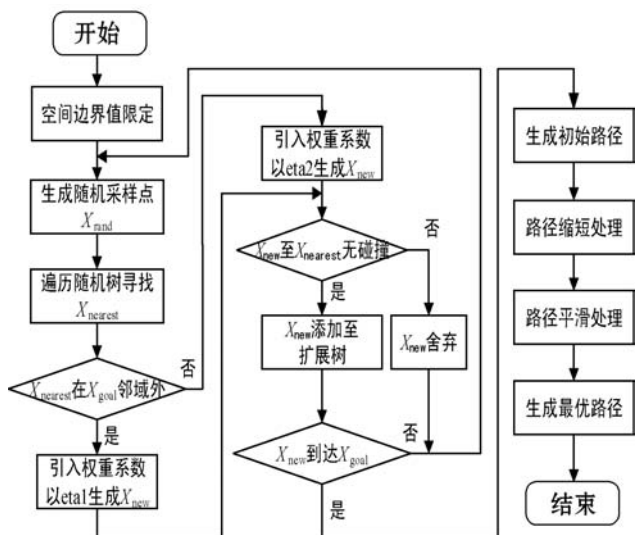 开始
空间边界值限定
生成随机采样点
X_rand
遍历随机树寻找
X_nearest
X_nearest在X_goal邻域外
否
是
引入权重系数
以eta1生成X_new
引入权重系数
以eta2生成X_new
X_new至X_nearest无碰撞
否
是
X_new添加至
扩展树
X_new舍弃
X_new到达X_goal
否
是
生成初始路径
路径缩短处理
路径平滑处理
生成最优路径
结束